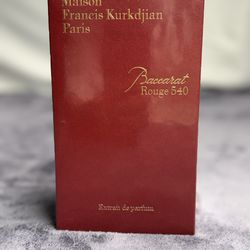 Maison
Francis Kurkdjian
Paris
Baccarat
Rouge 540
Extrait de parfum